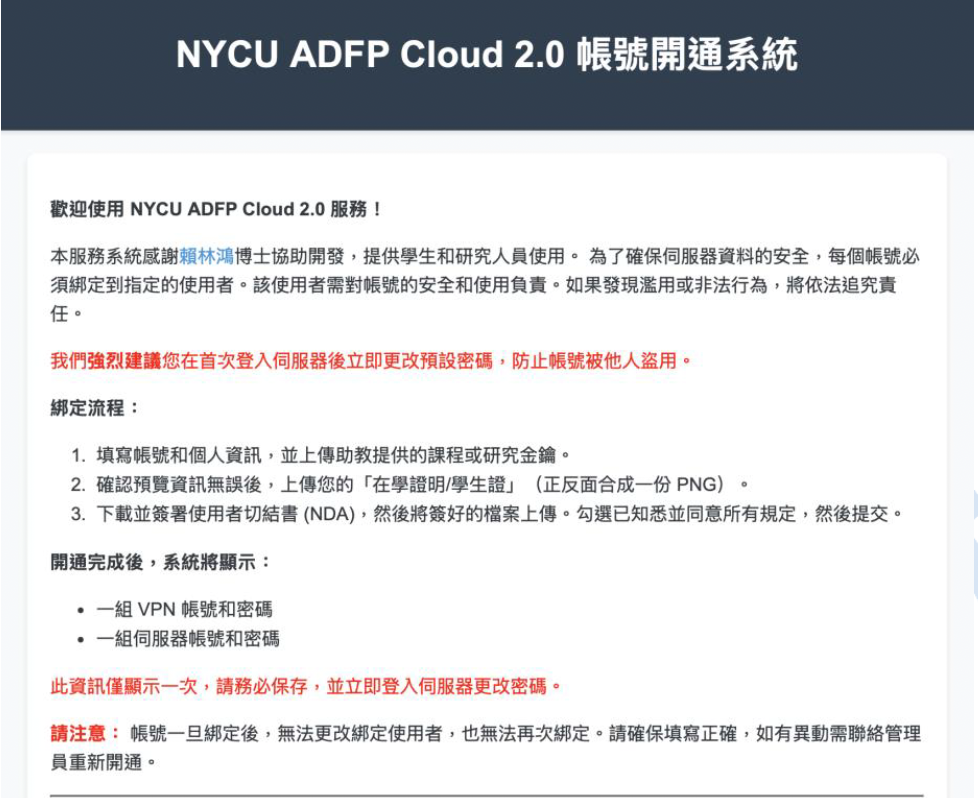 NYCU ADFP Cloud 2.0 帳號開通系統
歡迎使用 NYCU ADFP Cloud 2.0 服務！
本服務系統感謝賴林鴻博士協助開發，提供學生和研究人員使用。 為了確保伺服器資料的安全，每個帳號必
須綁定到指定的使用者。該使用者需對帳號的安全和使用負責。如果發現濫用或非法行為，將依法追究責
任。
我們強烈建議您在首次登入伺服器後立即更改預設密碼，防止帳號被他人盜用。
綁定流程：
1. 填寫帳號和個人資訊，並上傳助教提供的課程或研究金鑰。
2. 確認預覽資訊無誤後，上傳您的「在學證明/學生證」（正反面合成一份 PNG）。
3. 下載並簽署使用者切結書 (NDA)，然後將簽好的檔案上傳。勾選已知悉並同意所有規定，然後提交。
開通完成後，系統將顯示：
• 一組 VPN 帳號和密碼
• 一組伺服器帳號和密碼
此資訊僅顯示一次，請務必保存，並立即登入伺服器更改密碼。
請注意： 帳號一旦綁定後，無法更改綁定使用者，也無法再次綁定。請確保填寫正確，如有異動需聯絡管理
員重新開通。